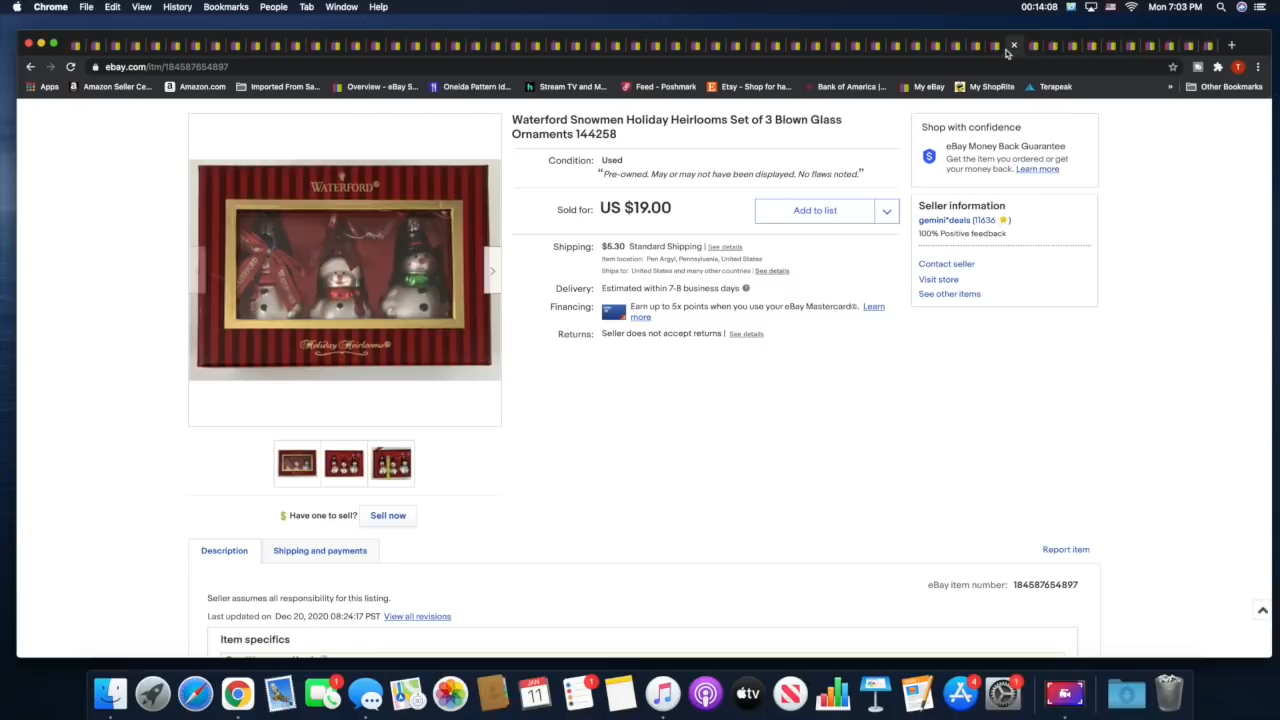 Chrome File Edit View History Bookmarks People Tab Window Help 00:14:08 Mon 7:03 PM
ebay.com/itm/184587654897
Apps Amazon Seller Ce... Amazon.com Imported From Sa... Overview - eBay S... Oneida Pattern Id... Stream TV and M... Feed - Poshmark Etsy - Shop for ha... Bank of America |... My eBay My ShopRite Terapeak » Other Bookmarks
Waterford Snowmen Holiday Heirlooms Set of 3 Blown Glass
Ornaments 144258
Condition: Used
“Pre-owned. May or may not have been displayed. No flaws noted.”
Sold for: US $19.00
Add to list
Shipping: $5.30 Standard Shipping | See details
Item location: Pen Argyl, Pennsylvania, United States
Ships to: United States and many other countries | See details
Delivery: Estimated within 7-8 business days
Financing: Earn up to 5x points when you use your eBay Mastercard®. Learn
more
Returns: Seller does not accept returns | See details
Shop with confidence
eBay Money Back Guarantee
Get the item you ordered or get
your money back. Learn more
Seller information
gemini*deals (11636 )
100% Positive feedback
Contact seller
Visit store
See other items
WATERFORD®
Holiday Heirlooms®
Have one to sell? Sell now
Description Shipping and payments
Report item
eBay item number: 184587654897
Seller assumes all responsibility for this listing.
Last updated on Dec 20, 2020 08:24:17 PST View all revisions
Item specifics
JAN
11
1
1
4
1
tv